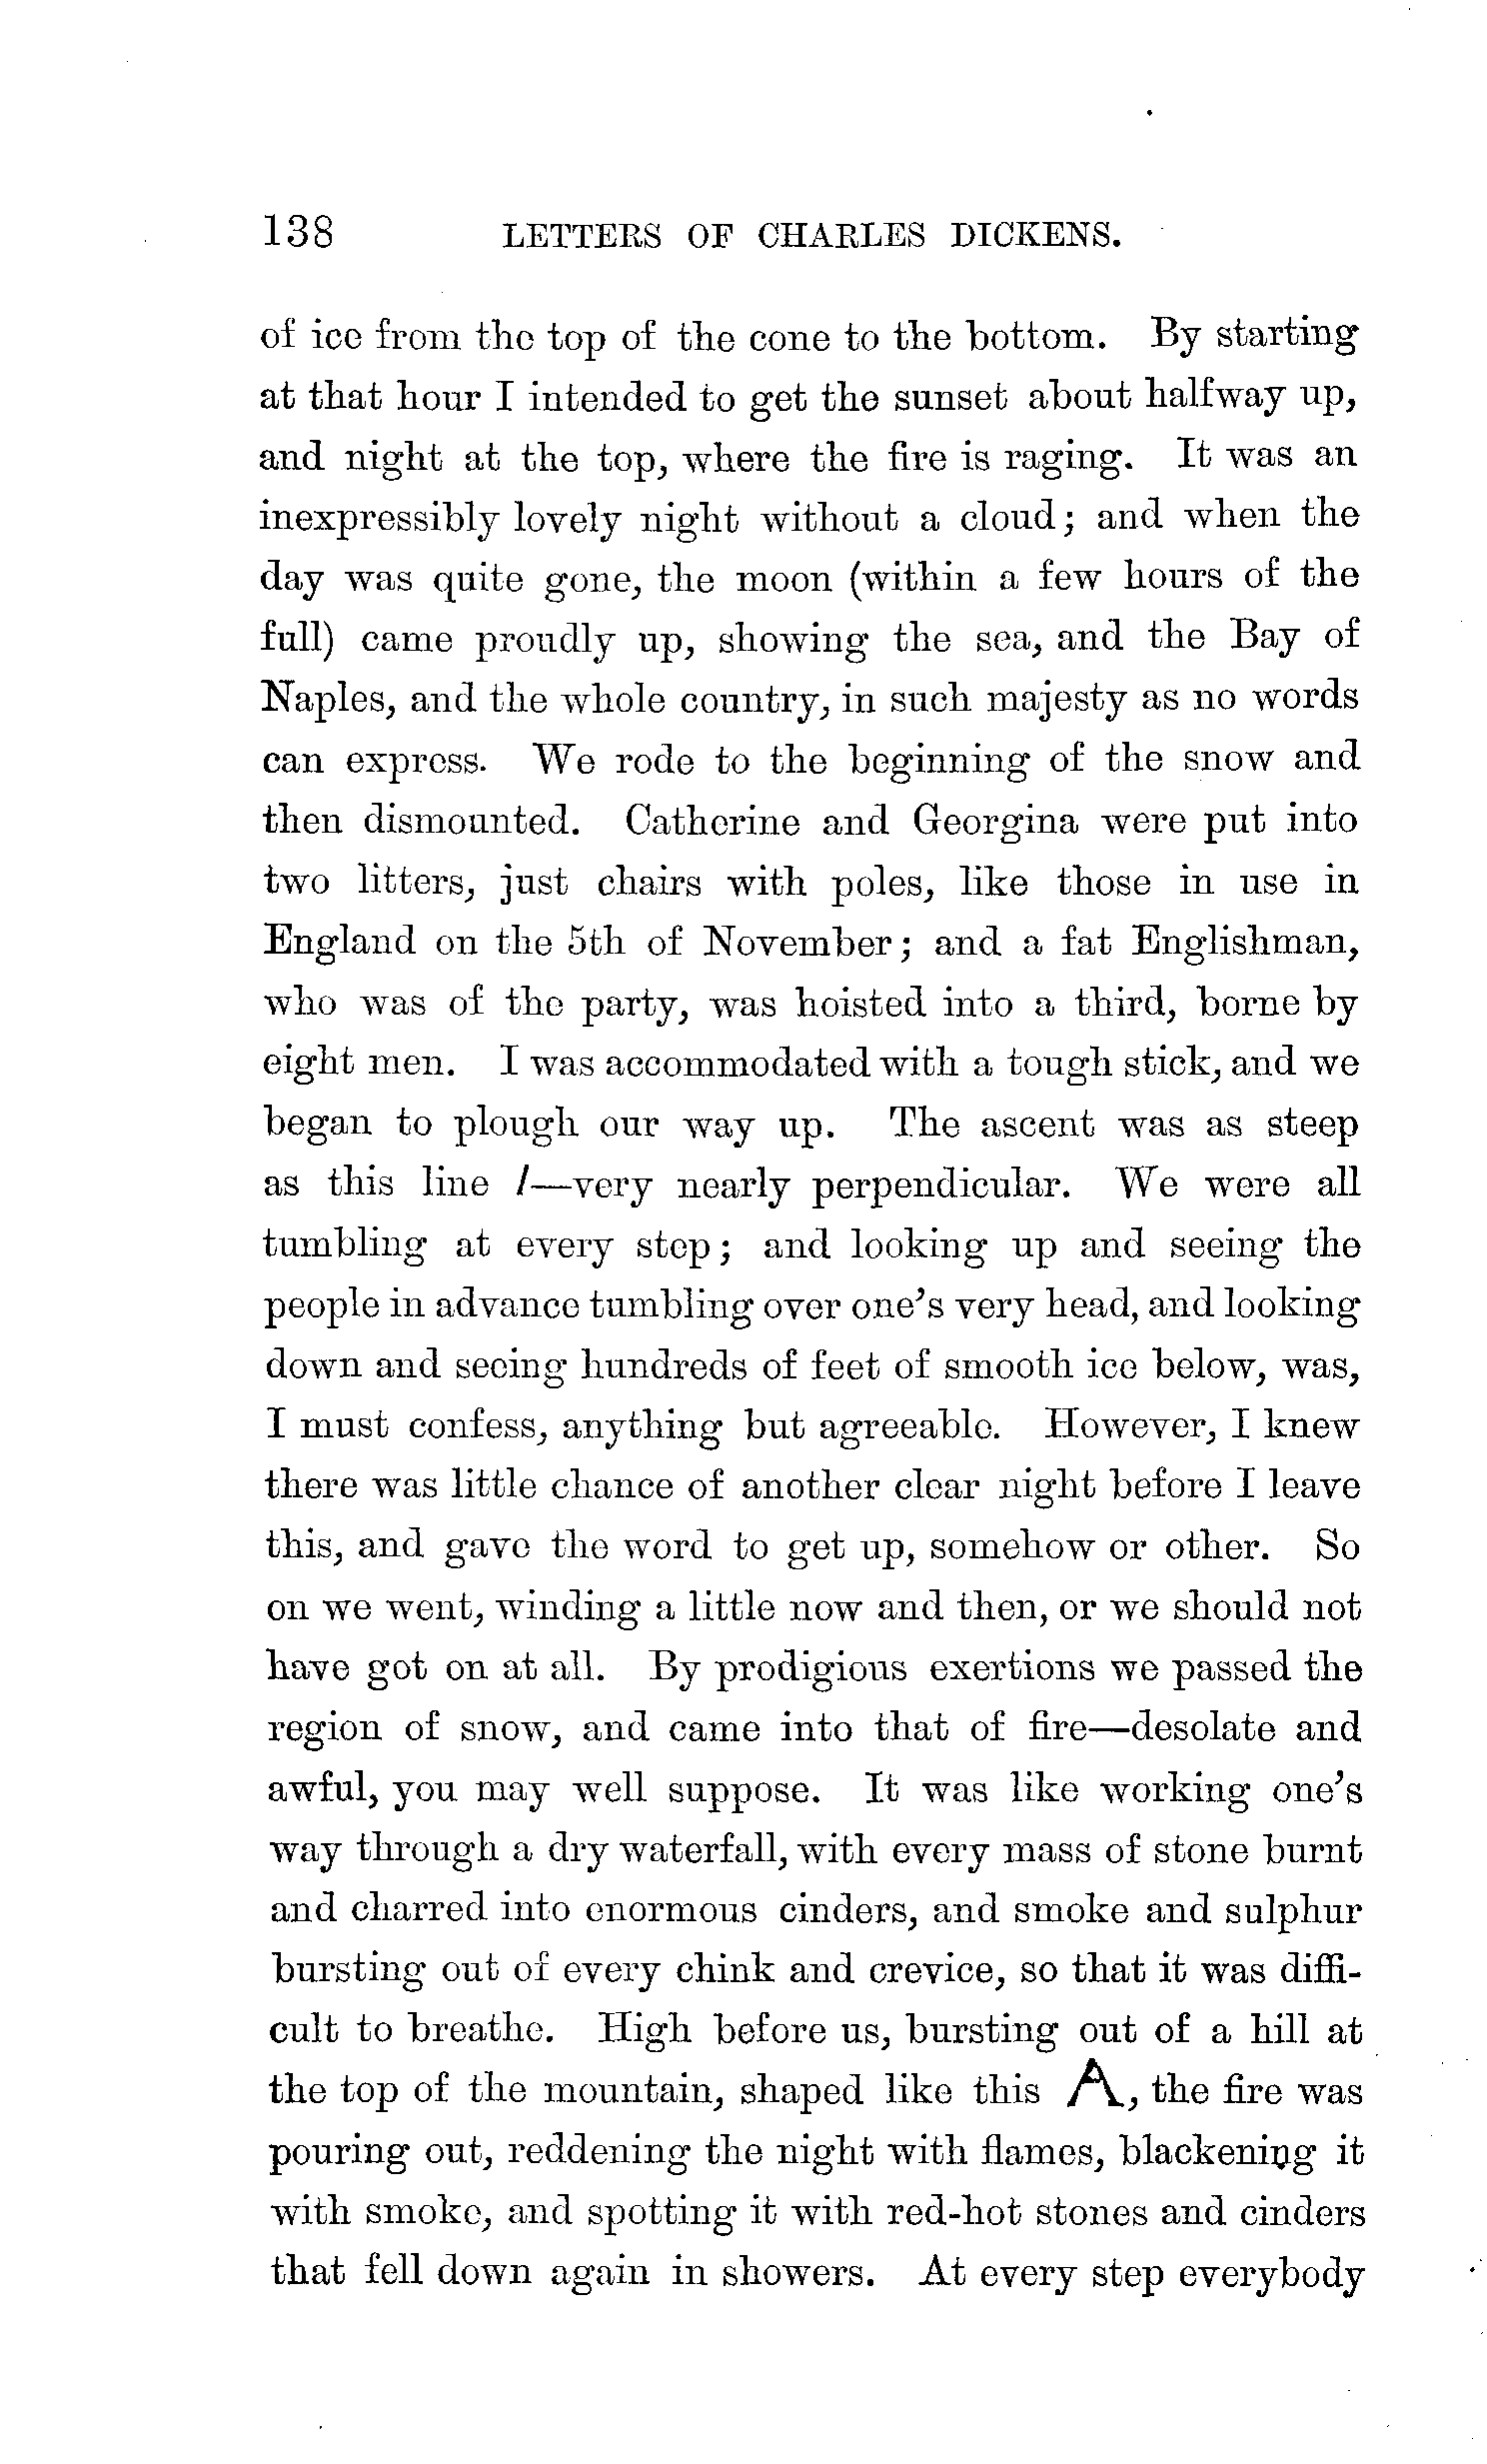 138 LETTERS OF CHARLES DICKENS.
of ice from the top of the cone to the bottom. By starting
at that hour I intended to get the sunset about halfway up,
and night at the top, where the fire is raging. It was an
inexpressibly lovely night without a cloud; and when the
day was quite gone, the moon (within a few hours of the
full) came proudly up, showing the sea, and the Bay of
Naples, and the whole country, in such majesty as no words
can express. We rode to the beginning of the snow and
then dismounted. Catherine and Georgina were put into
two litters, just chairs with poles, like those in use in
England on the 5th of November; and a fat Englishman,
who was of the party, was hoisted into a third, borne by
eight men. I was accommodated with a tough stick, and we
began to plough our way up. The ascent was as steep
as this line /—very nearly perpendicular. We were all
tumbling at every step; and looking up and seeing the
people in advance tumbling over one's very head, and looking
down and seeing hundreds of feet of smooth ice below, was,
I must confess, anything but agreeable. However, I knew
there was little chance of another clear night before I leave
this, and gave the word to get up, somehow or other. So
on we went, winding a little now and then, or we should not
have got on at all. By prodigious exertions we passed the
region of snow, and came into that of fire—desolate and
awful, you may well suppose. It was like working one's
way through a dry waterfall, with every mass of stone burnt
and charred into enormous cinders, and smoke and sulphur
bursting out of every chink and crevice, so that it was diffi-
cult to breathe. High before us, bursting out of a hill at
the top of the mountain, shaped like this A, the fire was
pouring out, reddening the night with flames, blackening it
with smoke, and spotting it with red-hot stones and cinders
that fell down again in showers. At every step everybody